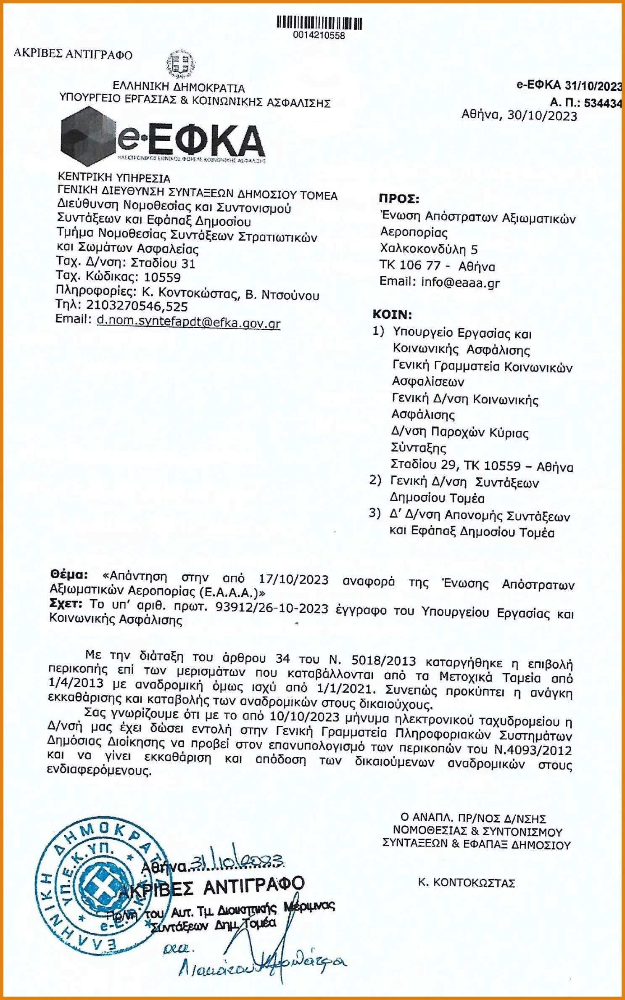 0014210558
ΑΚΡΙΒΕΣ ΑΝΤΙΓΡΑΦΟ
ΕΛΛΗΝΙΚΗ ΔΗΜΟΚΡΑΤΙΑ
ΥΠΟΥΡΓΕΙΟ ΕΡΓΑΣΙΑΣ & ΚΟΙΝΩΝΙΚΗΣ ΑΣΦΑΛΙΣΗΣ
e-ΕΦΚΑ 31/10/2023
Α. Π.: 534434
Αθήνα, 30/10/2023
e-ΕΦΚΑ
ΗΛΕΚΤΡΟΝΙΚΟΣ ΕΘΝΙΚΟΣ ΦΟΡΕΑΣ ΚΟΙΝΩΝΙΚΗΣ ΑΣΦΑΛΙΣΗΣ
ΚΕΝΤΡΙΚΗ ΥΠΗΡΕΣΙΑ
ΓΕΝΙΚΗ ΔΙΕΥΘΥΝΣΗ ΣΥΝΤΑΞΕΩΝ ΔΗΜΟΣΙΟΥ ΤΟΜΕΑ
Διεύθυνση Νομοθεσίας και Συντονισμού
Συντάξεων και Εφάπαξ Δημοσίου
Τμήμα Νομοθεσίας Συντάξεων Στρατιωτικών
και Σωμάτων Ασφαλείας
Ταχ. Δ/νση: Σταδίου 31
Ταχ. Κώδικας: 10559
Πληροφορίες: Κ. Κοντοκώστας, Β. Ντσούνου
Τηλ: 2103270546,525
Email: d.nom.syntefapdt@efka.gov.gr
ΠΡΟΣ:
Ένωση Απόστρατων Αξιωματικών
Αεροπορίας
Χαλκοκονδύλη 5
ΤΚ 106 77 - Αθήνα
Email: info@eaaa.gr
ΚΟΙΝ:
1) Υπουργείο Εργασίας και
Κοινωνικής Ασφάλισης
Γενική Γραμματεία Κοινωνικών
Ασφαλίσεων
Γενική Δ/νση Κοινωνικής
Ασφάλισης
Δ/νση Παροχών Κύριας
Σύνταξης
Σταδίου 29, ΤΚ 10559 – Αθήνα
2) Γενική Δ/νση Συντάξεων
Δημοσίου Τομέα
3) Δ’ Δ/νση Απονομής Συντάξεων
και Εφάπαξ Δημοσίου Τομέα
Θέμα: «Απάντηση στην από 17/10/2023 αναφορά της Ένωσης Απόστρατων
Αξιωματικών Αεροπορίας (Ε.Α.Α.Α.)»
Σχετ: Το υπ’ αριθ. πρωτ. 93912/26-10-2023 έγγραφο του Υπουργείου Εργασίας και
Κοινωνικής Ασφάλισης
Με την διάταξη του άρθρου 34 του Ν. 5018/2013 καταργήθηκε η επιβολή
περικοπής επί των μερισμάτων που καταβάλλονται από τα Μετοχικά Ταμεία από
1/4/2013 με αναδρομική όμως ισχύ από 1/1/2021. Συνεπώς προκύπτει η ανάγκη
εκκαθάρισης και καταβολής των αναδρομικών στους δικαιούχους.
Σας γνωρίζουμε ότι με το από 10/10/2023 μήνυμα ηλεκτρονικού ταχυδρομείου η
Δ/νσή μας έχει δώσει εντολή στην Γενική Γραμματεία Πληροφοριακών Συστημάτων
Δημόσιας Διοίκησης να προβεί στον επανυπολογισμό των περικοπών του Ν.4093/2012
και να γίνει εκκαθάριση και απόδοση των δικαιούμενων αναδρομικών στους
ενδιαφερόμενους.
Ο ΑΝΑΠΛ. ΠΡ/ΝΟΣ Δ/ΝΣΗΣ
ΝΟΜΟΘΕΣΙΑΣ & ΣΥΝΤΟΝΙΣΜΟΥ
ΣΥΝΤΑΞΕΩΝ & ΕΦΑΠΑΞ ΔΗΜΟΣΙΟΥ
Κ. ΚΟΝΤΟΚΩΣΤΑΣ
ΕΛΛΗΝΙΚΗ ΔΗΜΟΚΡΑΤΙΑ
ΥΠ.Ε.Κ.ΥΠ.
e-Ε.Φ.Κ.Α.
Αθήνα 31/10/2023
ΑΚΡΙΒΕΣ ΑΝΤΙΓΡΑΦΟ
Πρ/νη του Αυτ. Τμ. Διοικητικής Μέριμνας
Συντάξεων Δημ. Τομέα